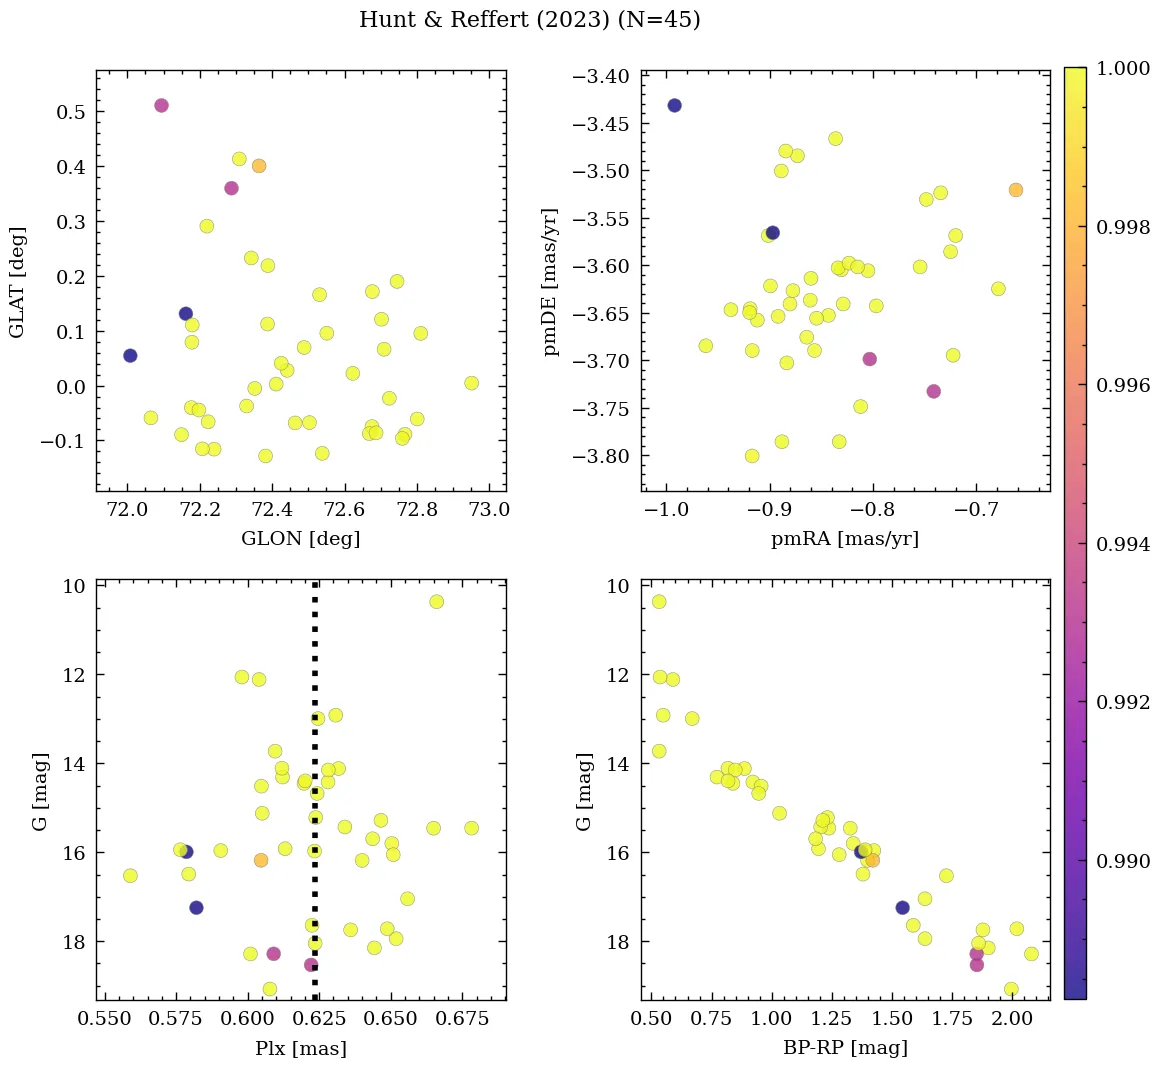 Hunt & Reffert (2023) (N=45)
0.5
0.4
0.3
0.2
0.1
0.0
−0.1
GLAT [deg]
72.0 72.2 72.4 72.6 72.8 73.0
GLON [deg]
−3.40
−3.45
−3.50
−3.55
−3.60
−3.65
−3.70
−3.75
−3.80
pmDE [mas/yr]
−1.0 −0.9 −0.8 −0.7
pmRA [mas/yr]
1.000
0.998
0.996
0.994
0.992
0.990
10
12
14
16
18
G [mag]
0.550 0.575 0.600 0.625 0.650 0.675
Plx [mas]
10
12
14
16
18
G [mag]
0.50 0.75 1.00 1.25 1.50 1.75 2.00
BP-RP [mag]